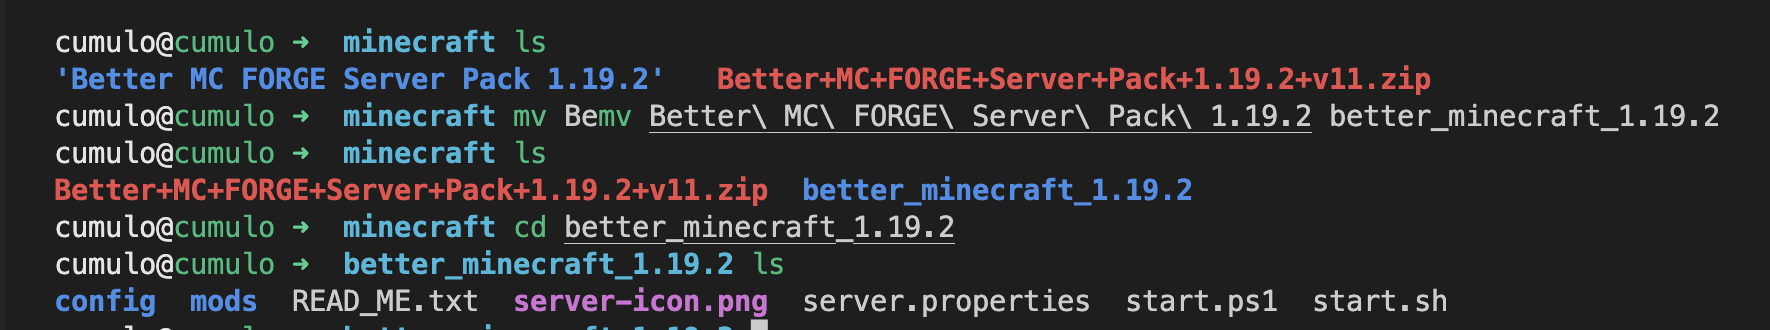 cumulo@cumulo → minecraft ls
'Better MC FORGE Server Pack 1.19.2' Better+MC+FORGE+Server+Pack+1.19.2+v11.zip
cumulo@cumulo → minecraft mv Bemv Better\ MC\ FORGE\ Server\ Pack\ 1.19.2 better_minecraft_1.19.2
cumulo@cumulo → minecraft ls
Better+MC+FORGE+Server+Pack+1.19.2+v11.zip better_minecraft_1.19.2
cumulo@cumulo → minecraft cd better_minecraft_1.19.2
cumulo@cumulo → better_minecraft_1.19.2 ls
config mods READ_ME.txt server-icon.png server.properties start.ps1 start.sh